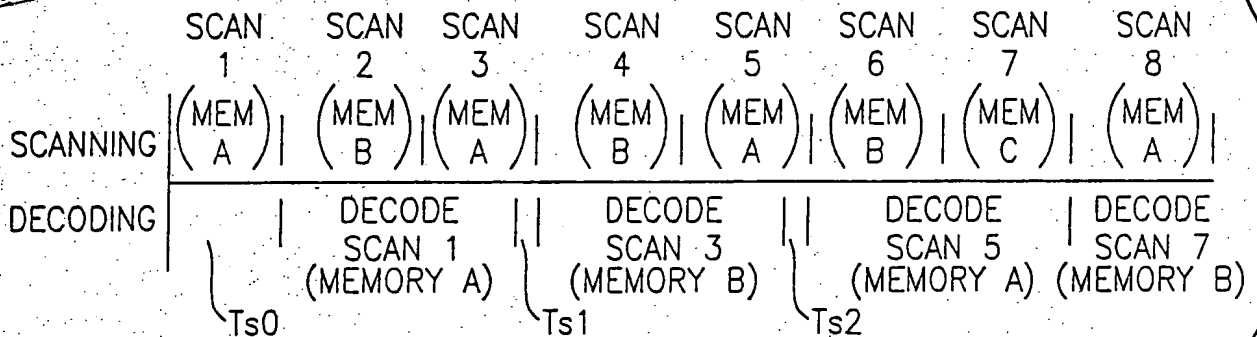 SCAN SCAN SCAN SCAN SCAN SCAN SCAN SCAN
1 2 3 4 5 6 7 8
SCANNING (MEM A) (MEM B) (MEM A) (MEM B) (MEM A) (MEM B) (MEM C) (MEM A)
DECODING DECODE DECODE DECODE DECODE
SCAN 1 SCAN 3 SCAN 5 SCAN 7
(MEMORY A) (MEMORY B) (MEMORY A) (MEMORY B)
Ts0 Ts1 Ts2